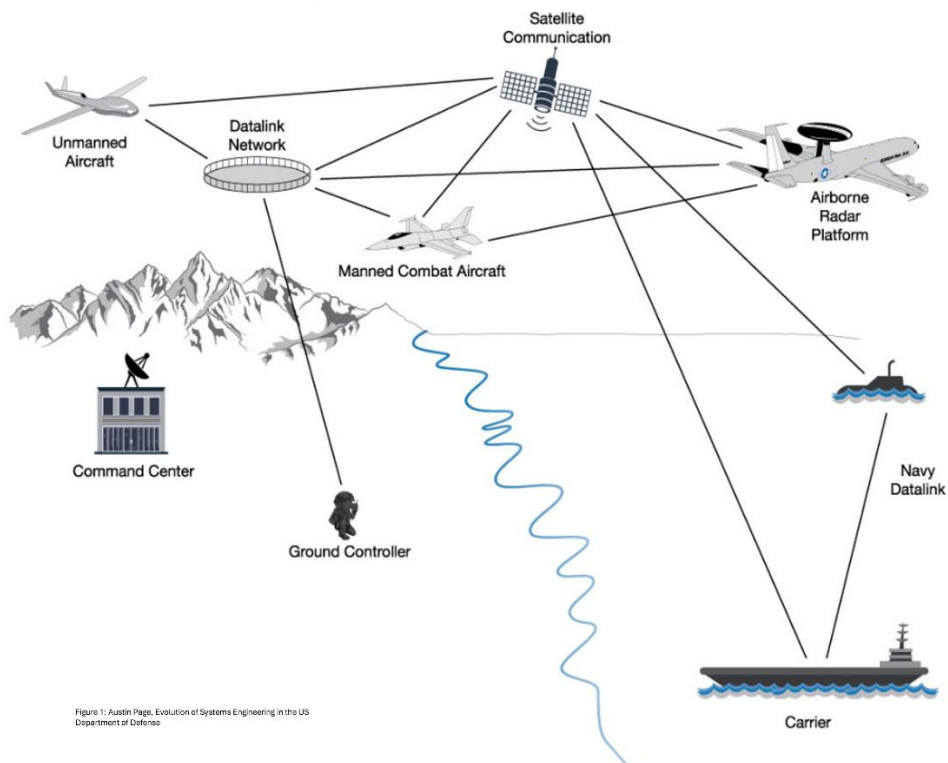 Satellite
Communication
Unmanned
Aircraft
Datalink
Network
Airborne
Radar
Platform
Manned Combat Aircraft
Command Center
Navy
Datalink
Ground Controller
Carrier
Figure 1: Austin Page, Evolution of Systems Engineering in the US
Department of Defense